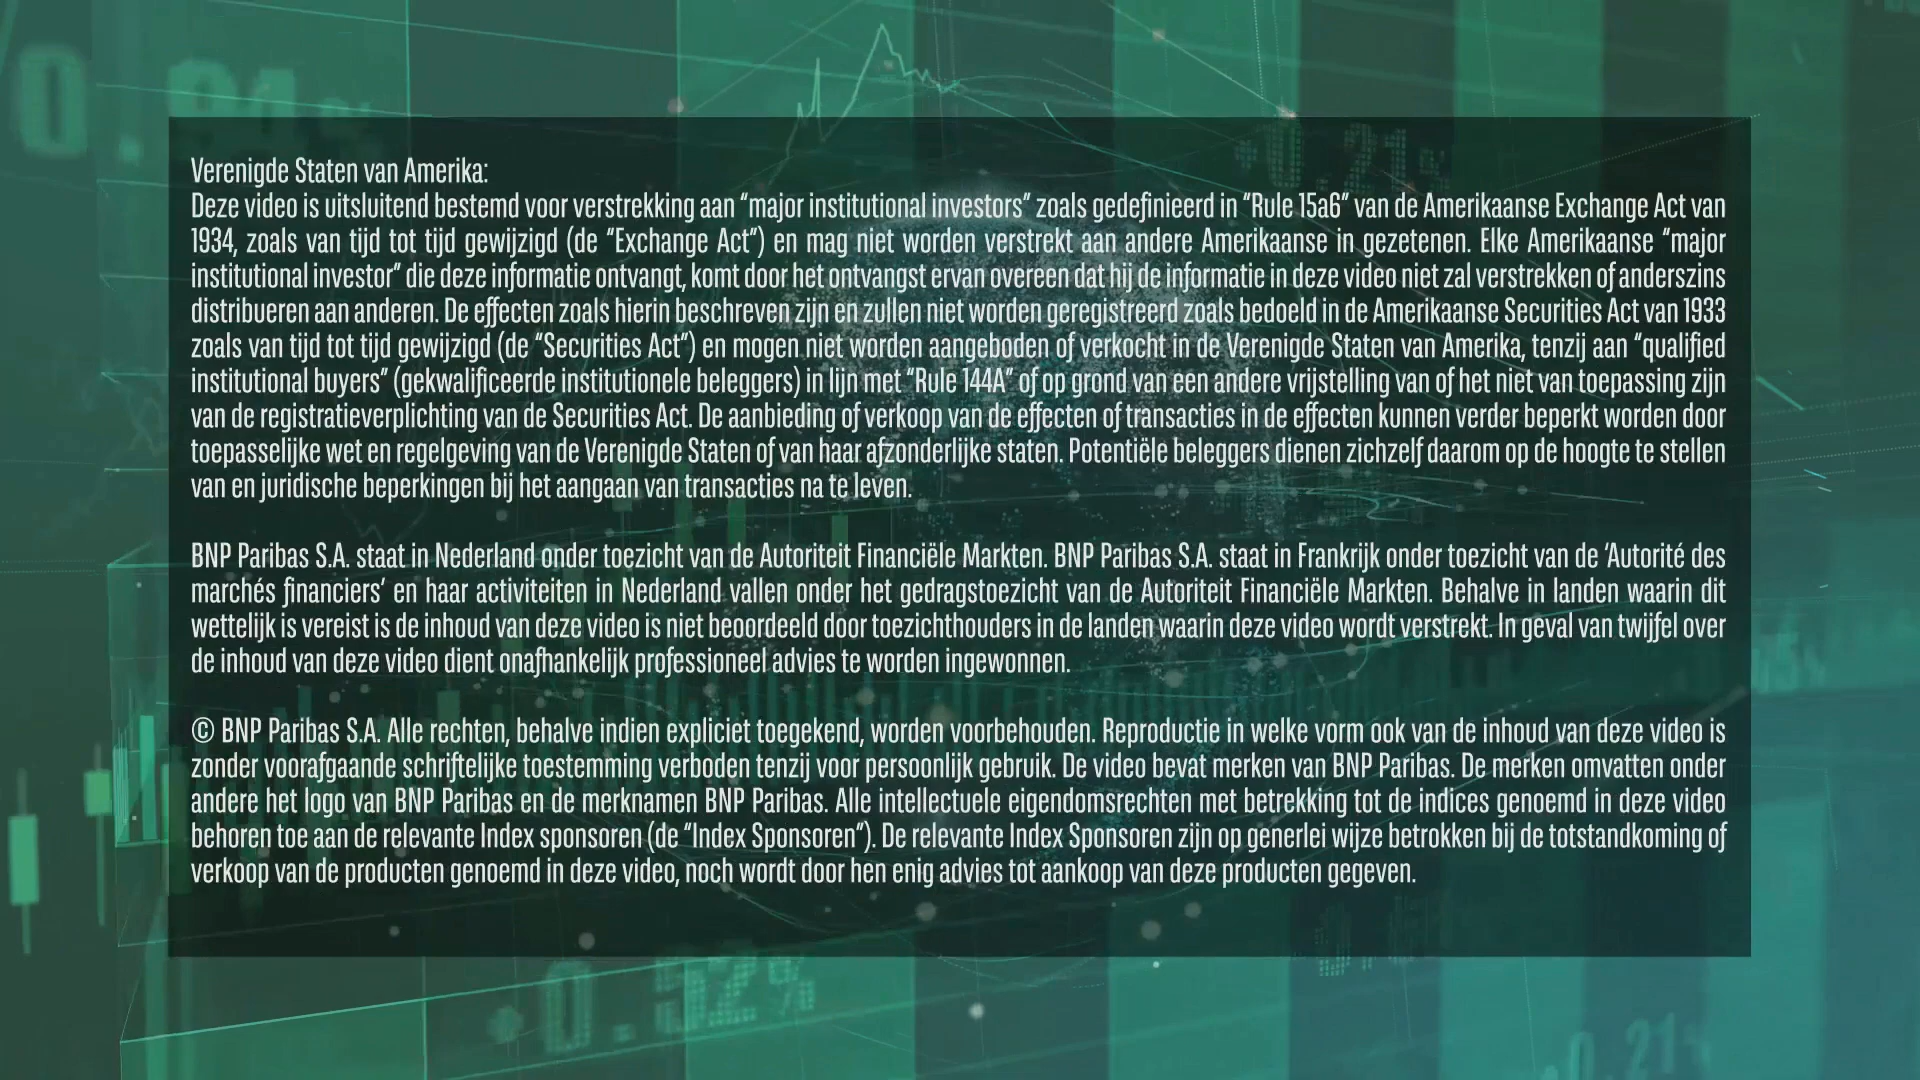 0.94%
0.21%
Verenigde Staten van Amerika:
Deze video is uitsluitend bestemd voor verstrekking aan “major institutional investors” zoals gedefinieerd in “Rule 15a6” van de Amerikaanse Exchange Act van
1934, zoals van tijd tot tijd gewijzigd (de “Exchange Act”) en mag niet worden verstrekt aan andere Amerikaanse in gezetenen. Elke Amerikaanse “major
institutional investor” die deze informatie ontvangt, komt door het ontvangst ervan overeen dat hij de informatie in deze video niet zal verstrekken of anderszins
distribueren aan anderen. De effecten zoals hierin beschreven zijn en zullen niet worden geregistreerd zoals bedoeld in de Amerikaanse Securities Act van 1933
zoals van tijd tot tijd gewijzigd (de “Securities Act”) en mogen niet worden aangeboden of verkocht in de Verenigde Staten van Amerika, tenzij aan “qualified
institutional buyers” (gekwalificeerde institutionele beleggers) in lijn met “Rule 144A” of op grond van een andere vrijstelling van of het niet van toepassing zijn
van de registratieverplichting van de Securities Act. De aanbieding of verkoop van de effecten of transacties in de effecten kunnen verder beperkt worden door
toepasselijke wet en regelgeving van de Verenigde Staten of van haar afzonderlijke staten. Potentiële beleggers dienen zichzelf daarom op de hoogte te stellen
van en juridische beperkingen bij het aangaan van transacties na te leven.
BNP Paribas S.A. staat in Nederland onder toezicht van de Autoriteit Financiële Markten. BNP Paribas S.A. staat in Frankrijk onder toezicht van de ‘Autorité des
marchés financiers’ en haar activiteiten in Nederland vallen onder het gedragstoezicht van de Autoriteit Financiële Markten. Behalve in landen waarin dit
wettelijk is vereist is de inhoud van deze video is niet beoordeeld door toezichthouders in de landen waarin deze video wordt verstrekt. In geval van twijfel over
de inhoud van deze video dient onafhankelijk professioneel advies te worden ingewonnen.
© BNP Paribas S.A. Alle rechten, behalve indien expliciet toegekend, worden voorbehouden. Reproductie in welke vorm ook van de inhoud van deze video is
zonder voorafgaande schriftelijke toestemming verboden tenzij voor persoonlijk gebruik. De video bevat merken van BNP Paribas. De merken omvatten onder
andere het logo van BNP Paribas en de merknamen BNP Paribas. Alle intellectuele eigendomsrechten met betrekking tot de indices genoemd in deze video
behoren toe aan de relevante Index sponsoren (de “Index Sponsoren”). De relevante Index Sponsoren zijn op generlei wijze betrokken bij de totstandkoming of
verkoop van de producten genoemd in deze video, noch wordt door hen enig advies tot aankoop van deze producten gegeven.
0.52%
0.21